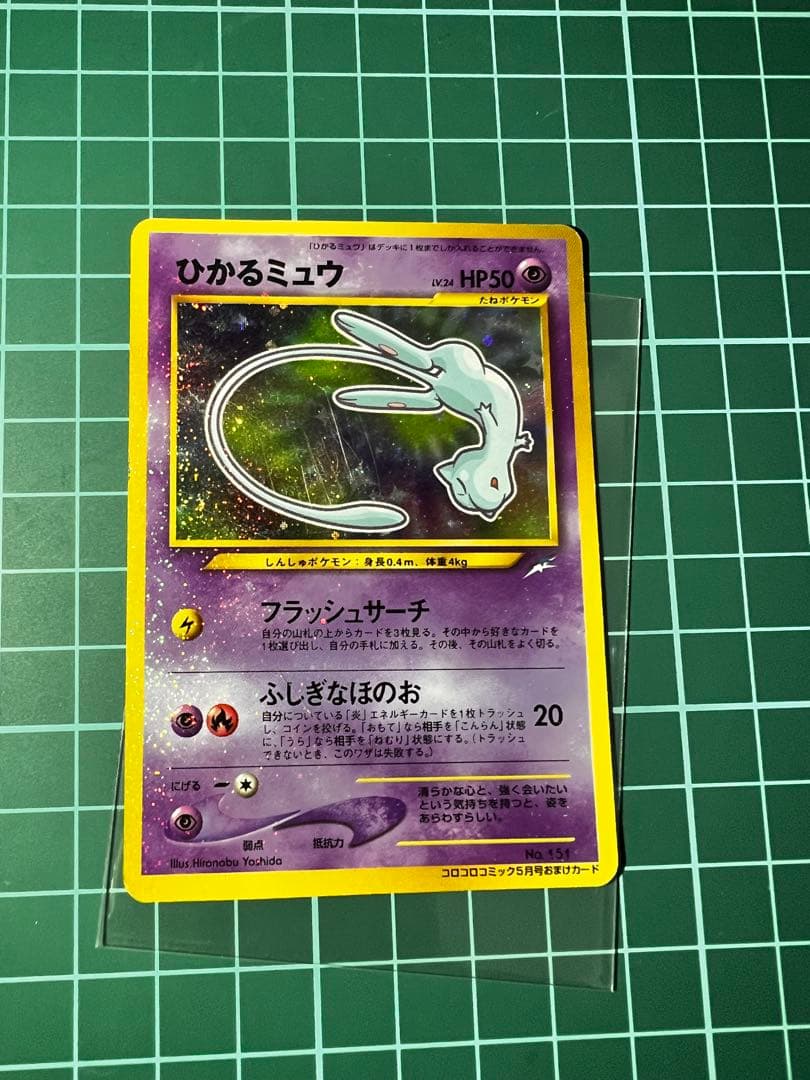 「ひかるミュウ」はデッキに1枚までしか入れることができません。
ひかるミュウ LV.24 HP50
たねポケモン
しんしゅポケモン：身長0.4m、体重4kg
フラッシュサーチ
自分の山札の上からカードを3枚見る。その中から好きなカードを
1枚選び出し、自分の手札に加える。その後、その山札をよく切る。
ふしぎなほのお 20
自分についている「炎」エネルギーカードを1枚トラッシュ
し、コインを投げる。「おもて」なら相手を「こんらん」状態
に、「うら」なら相手を「ねむり」状態にする。（トラッシュ
できないとき、このワザは失敗する。）
にげる
弱点 抵抗力
清らかな心と、強く会いたい
という気持ちを持つと、姿を
あらわすらしい。
Illus.Hironobu Yoshida
No. 151
コロコロコミック5月号おまけカード